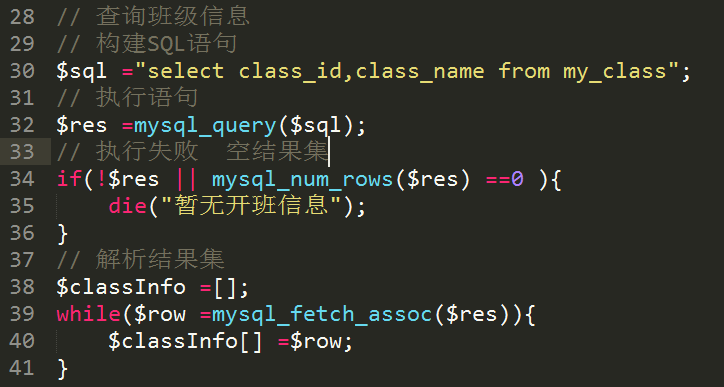 28 // 查询班级信息
29 // 构建SQL语句
30 $sql ="select class_id,class_name from my_class";
31 // 执行语句
32 $res =mysql_query($sql);
33 // 执行失败  空结果集
34 if(!$res || mysql_num_rows($res) ==0 ){
35     die("暂无开班信息");
36 }
37 // 解析结果集
38 $classInfo =[];
39 while($row =mysql_fetch_assoc($res)){
40     $classInfo[] =$row;
41 }